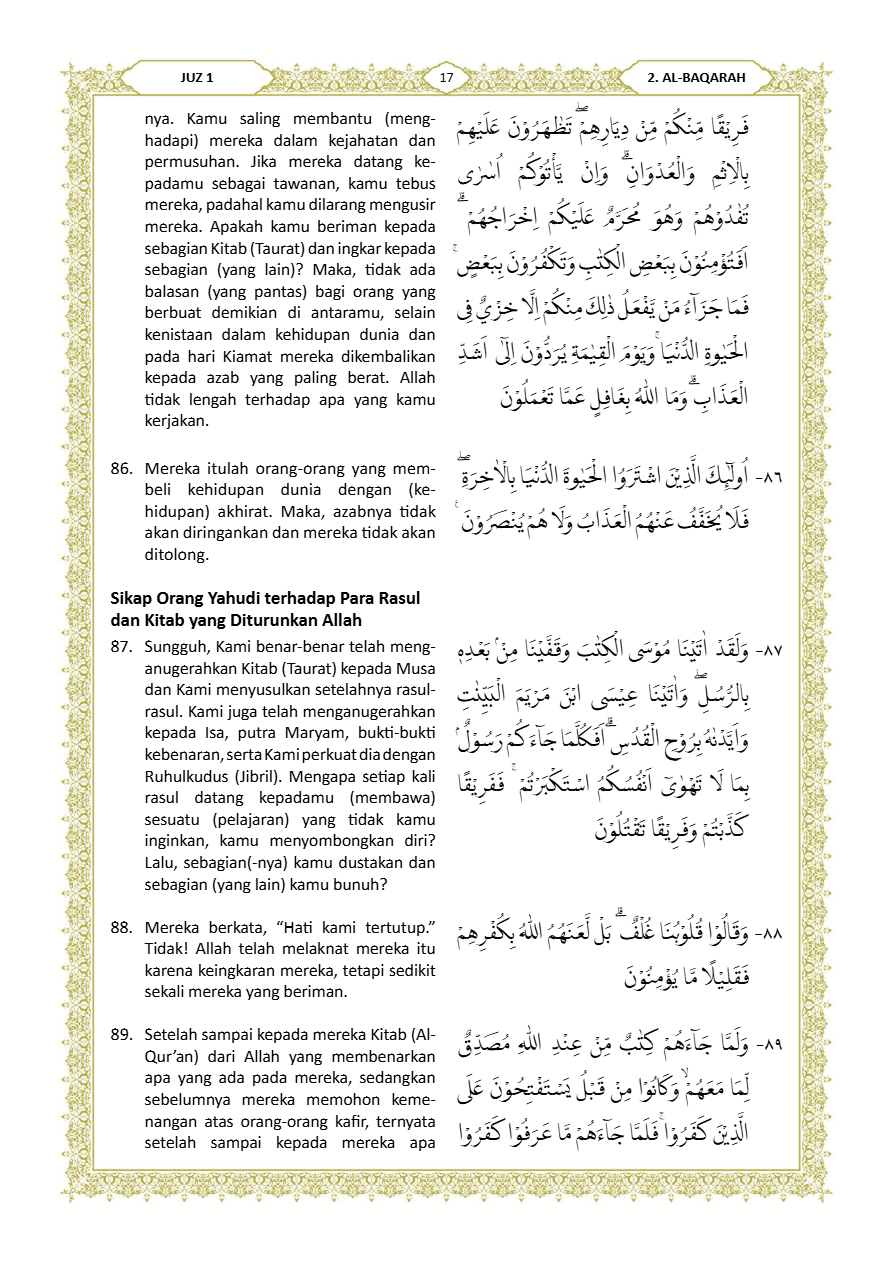 JUZ 1
17
2. AL-BAQARAH
nya. Kamu saling membantu (meng-
hadapi) mereka dalam kejahatan dan
permusuhan. Jika mereka datang ke-
padamu sebagai tawanan, kamu tebus
mereka, padahal kamu dilarang mengusir
mereka. Apakah kamu beriman kepada
sebagian Kitab (Taurat) dan ingkar kepada
sebagian (yang lain)? Maka, tidak ada
balasan (yang pantas) bagi orang yang
berbuat demikian di antaramu, selain
kenistaan dalam kehidupan dunia dan
pada hari Kiamat mereka dikembalikan
kepada azab yang paling berat. Allah
tidak lengah terhadap apa yang kamu
kerjakan.
فَرِيْقًا مِّنْكُمْ مِّنْ دِيَارِهِمْۖ تَظٰهَرُوْنَ عَلَيْهِمْ
بِالْاِثْمِ وَالْعُدْوَانِۗ وَاِنْ يَّأْتُوْكُمْ اُسٰرٰى
تُفٰدُوْهُمْ وَهُوَ مُحَرَّمٌ عَلَيْكُمْ اِخْرَاجُهُمْۗ
اَفَتُؤْمِنُوْنَ بِبَعْضِ الْكِتٰبِ وَتَكْفُرُوْنَ بِبَعْضٍۚ
فَمَا جَزَاۤءُ مَنْ يَّفْعَلُ ذٰلِكَ مِنْكُمْ اِلَّا خِزْيٌ فِى
الْحَيٰوةِ الدُّنْيَاۚ وَيَوْمَ الْقِيٰمَةِ يُرَدُّوْنَ اِلٰٓى اَشَدِّ
الْعَذَابِۗ وَمَا اللّٰهُ بِغَافِلٍ عَمَّا تَعْمَلُوْنَ
86. Mereka itulah orang-orang yang mem-
beli kehidupan dunia dengan (ke-
hidupan) akhirat. Maka, azabnya tidak
akan diringankan dan mereka tidak akan
ditolong.
٨٦- اُولٰۤىِٕكَ الَّذِيْنَ اشْتَرَوُا الْحَيٰوةَ الدُّنْيَا بِالْاٰخِرَةِۖ
فَلَا يُخَفَّفُ عَنْهُمُ الْعَذَابُ وَلَا هُمْ يُنْصَرُوْنَۚ
Sikap Orang Yahudi terhadap Para Rasul
dan Kitab yang Diturunkan Allah
87. Sungguh, Kami benar-benar telah meng-
anugerahkan Kitab (Taurat) kepada Musa
dan Kami menyusulkan setelahnya rasul-
rasul. Kami juga telah menganugerahkan
kepada Isa, putra Maryam, bukti-bukti
kebenaran, serta Kami perkuat dia dengan
Ruhulkudus (Jibril). Mengapa setiap kali
rasul datang kepadamu (membawa)
sesuatu (pelajaran) yang tidak kamu
inginkan, kamu menyombongkan diri?
Lalu, sebagian(-nya) kamu dustakan dan
sebagian (yang lain) kamu bunuh?
٨٧- وَلَقَدْ اٰتَيْنَا مُوْسَى الْكِتٰبَ وَقَفَّيْنَا مِنْۢ بَعْدِهٖ
بِالرُّسُلِۖ وَاٰتَيْنَا عِيْسَى ابْنَ مَرْيَمَ الْبَيِّنٰتِ
وَاَيَّدْنٰهُ بِرُوْحِ الْقُدُسِۗ اَفَكُلَّمَا جَاۤءَكُمْ رَسُوْلٌۢ
بِمَا لَا تَهْوٰىٓ اَنْفُسُكُمُ اسْتَكْبَرْتُمْۚ فَفَرِيْقًا
كَذَّبْتُمْ وَفَرِيْقًا تَقْتُلُوْنَ
88. Mereka berkata, “Hati kami tertutup.”
Tidak! Allah telah melaknat mereka itu
karena keingkaran mereka, tetapi sedikit
sekali mereka yang beriman.
٨٨- وَقَالُوْا قُلُوْبُنَا غُلْفٌۗ بَلْ لَّعَنَهُمُ اللّٰهُ بِكُفْرِهِمْ
فَقَلِيْلًا مَّا يُؤْمِنُوْنَ
89. Setelah sampai kepada mereka Kitab (Al-
Qur’an) dari Allah yang membenarkan
apa yang ada pada mereka, sedangkan
sebelumnya mereka memohon keme-
nangan atas orang-orang kafir, ternyata
setelah sampai kepada mereka apa
٨٩- وَلَمَّا جَاۤءَهُمْ كِتٰبٌ مِّنْ عِنْدِ اللّٰهِ مُصَدِّقٌ
لِّمَا مَعَهُمْۙ وَكَانُوْا مِنْ قَبْلُ يَسْتَفْتِحُوْنَ عَلَى
الَّذِيْنَ كَفَرُوْاۚ فَلَمَّا جَاۤءَهُمْ مَّا عَرَفُوْا كَفَرُوْا